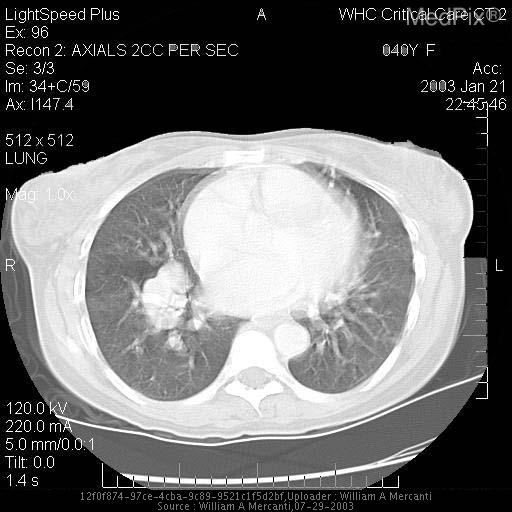 LightSpeed Plus
A
WHC Critical Care CT 2
MedPix®
Ex: 96
Recon 2: AXIALS 2CC PER SEC
040Y F
Se: 3/3
Acc:
Im: 34+C/59
2003 Jan 21
Ax: I147.4
22:45:46
512 x 512
LUNG
Mag: 1.0x
R
L
120.0 kV
220.0 mA
5.0 mm/0.0:1
Tilt: 0.0
1.4 s
12f0f874-97ce-4cba-9c89-9521c1f5d2bf,Uploader : William A Mercanti
Source : William A Mercanti,07-29-2003